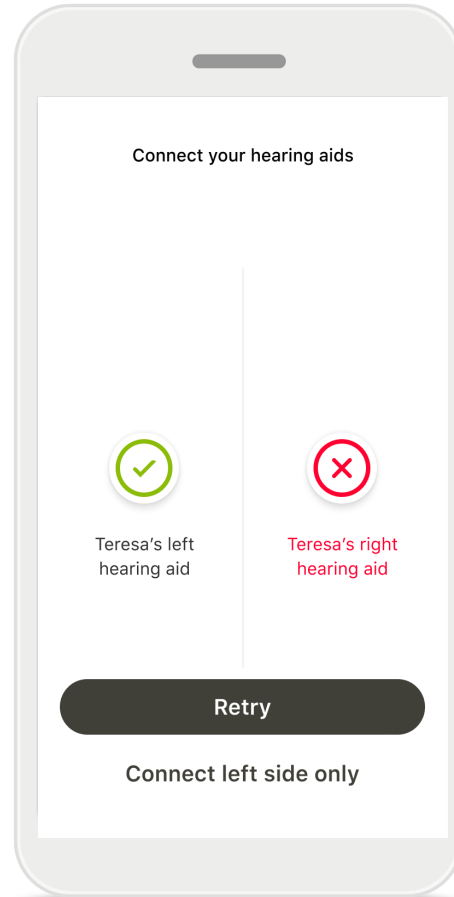 Connect your hearing aids
Teresa’s left
hearing aid
Teresa’s right
hearing aid
Retry
Connect left side only